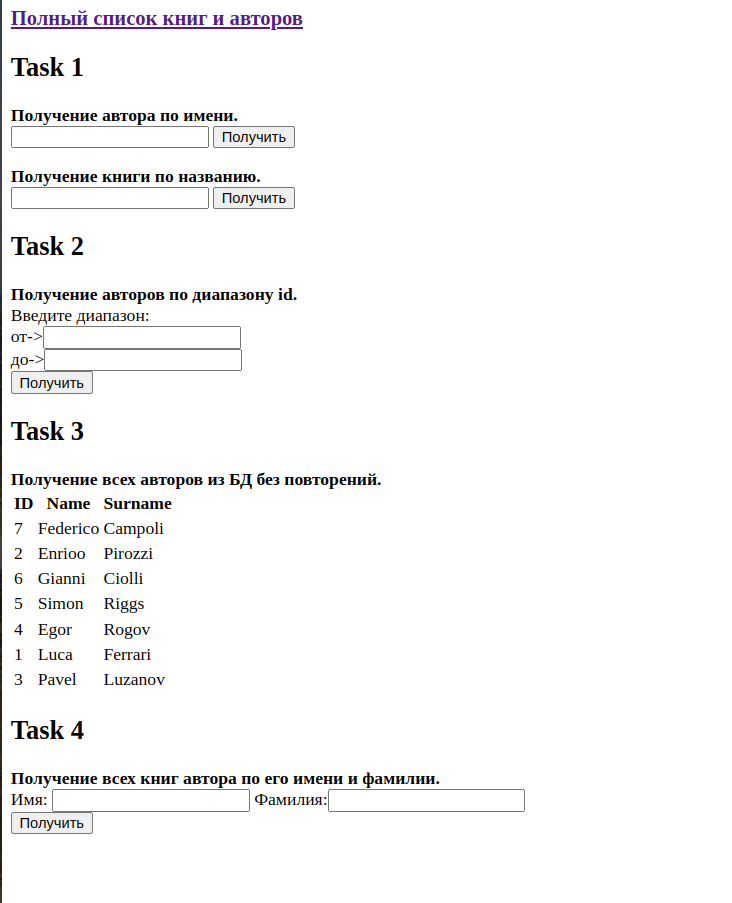 Полный список книг и авторов
Task 1
Получение автора по имени.
Получить
Получение книги по названию.
Получить
Task 2
Получение авторов по диапазону id.
Введите диапазон:
от->
до->
Получить
Task 3
Получение всех авторов из БД без повторений.
ID Name Surname
7 Federico Campoli
2 Enrioo Pirozzi
6 Gianni Ciolli
5 Simon Riggs
4 Egor Rogov
1 Luca Ferrari
3 Pavel Luzanov
Task 4
Получение всех книг автора по его имени и фамилии.
Имя: Фамилия:
Получить